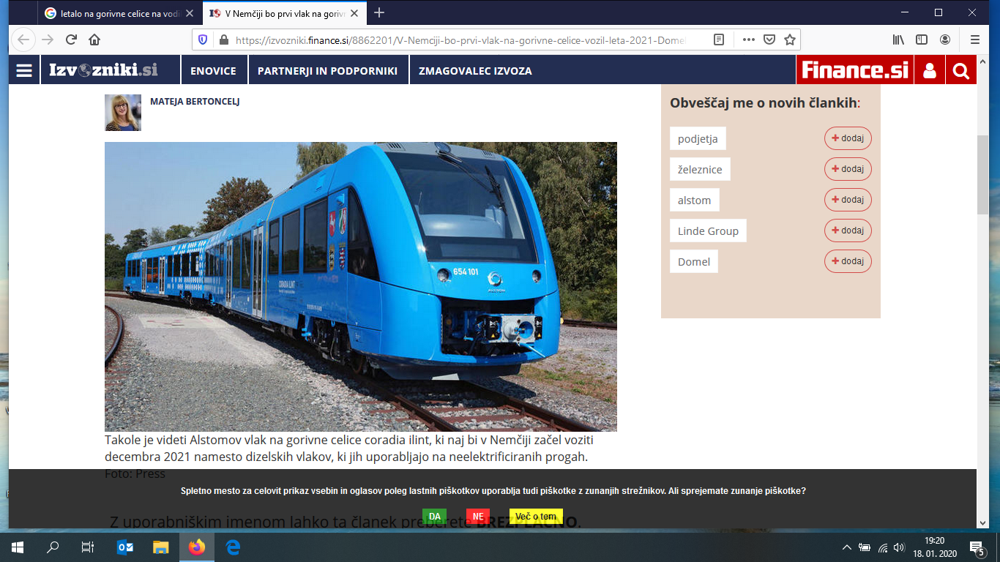 letalo na gorivne celice na vodi
V Nemčiji bo prvi vlak na gorivn
https://izvozniki.finance.si/8862201/V-Nemciji-bo-prvi-vlak-na-gorivne-celice-vozil-leta-2021-Domel
Izvozniki.si
ENOVICE
PARTNERJI IN PODPORNIKI
ZMAGOVALEC IZVOZA
Finance.si
MATEJA BERTONCELJ
Obveščaj me o novih člankih:
podjetja
+ dodaj
železnice
+ dodaj
alstom
+ dodaj
Linde Group
+ dodaj
Domel
+ dodaj
654 101
ALSTOM
CORADIA ILINT
Takole je videti Alstomov vlak na gorivne celice coradia ilint, ki naj bi v Nemčiji začel voziti
decembra 2021 namesto dizelskih vlakov, ki jih uporabljajo na neelektrificiranih progah.
Foto: Press
Spletno mesto za celovit prikaz vsebin in oglasov poleg lastnih piškotkov uporablja tudi piškotke z zunanjih strežnikov. Ali sprejemate zunanje piškotke?
DA
NE
Več o tem
Z uporabniškim imenom lahko ta članek preberete BREZPLAČNO.
19:20
18. 01. 2020
5